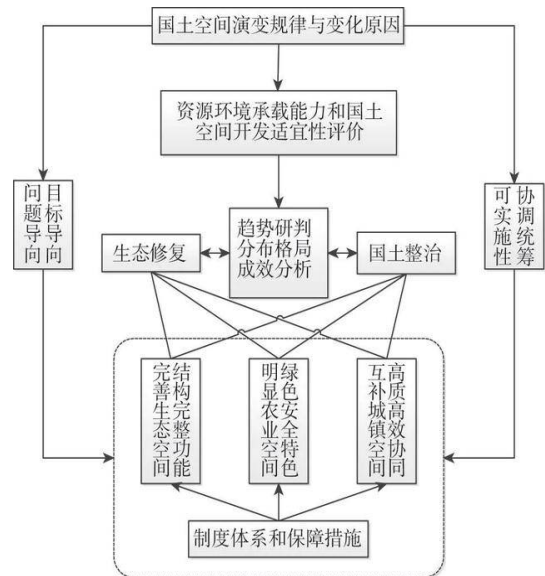 国土空间演变规律与变化原因
资源环境承载能力和国土
空间开发适宜性评价
目标导向
问题导向
协调统筹
可实施性
趋势研判
分布格局
成效分析
生态修复
国土整治
结构完整功能
完善生态空间
绿色安全特色
明显农业空间
高质高效协同
互补城镇空间
制度体系和保障措施